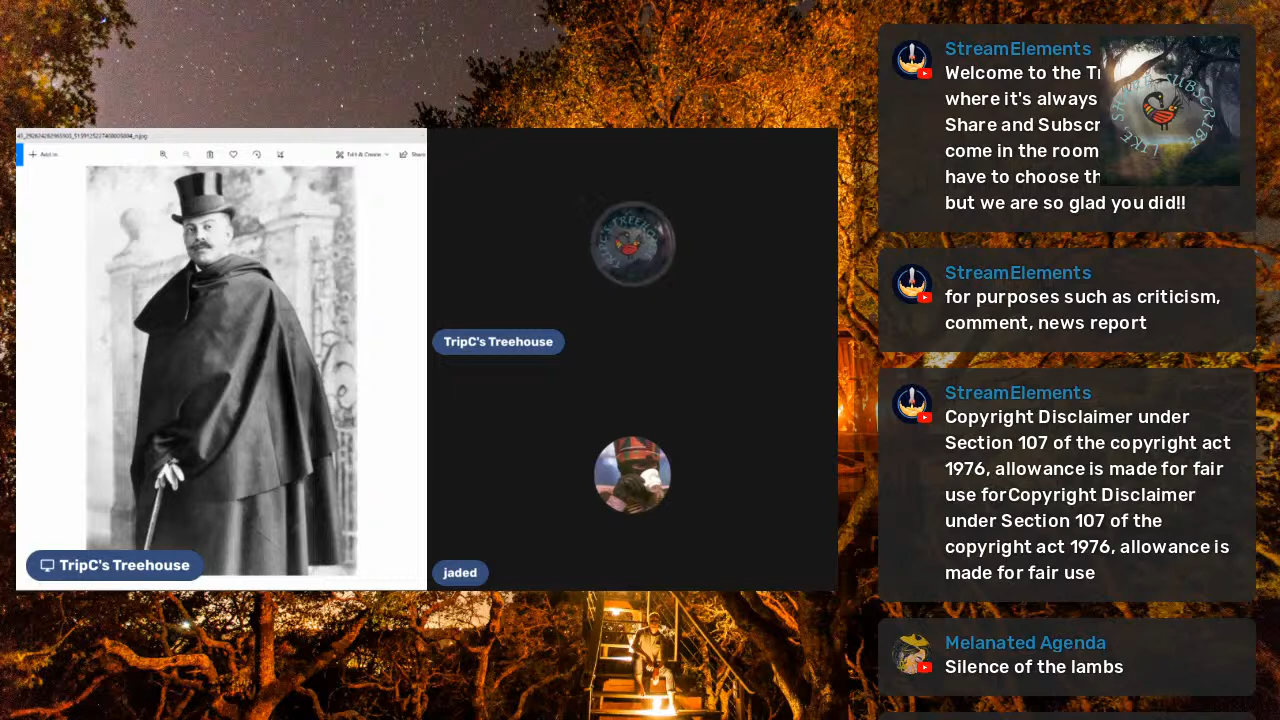 Add to
Edit & Create
Share
TripC's Treehouse
TripC's Treehouse
jaded
StreamElements
Welcome to the Tr
where it's always
Share and Subscr
come in the room
have to choose th
but we are so glad you did!!
LIKE SHARE SUBSCRIBE
StreamElements
for purposes such as criticism,
comment, news report
StreamElements
Copyright Disclaimer under
Section 107 of the copyright act
1976, allowance is made for fair
use forCopyright Disclaimer
under Section 107 of the
copyright act 1976, allowance is
made for fair use
Melanated Agenda
Silence of the lambs